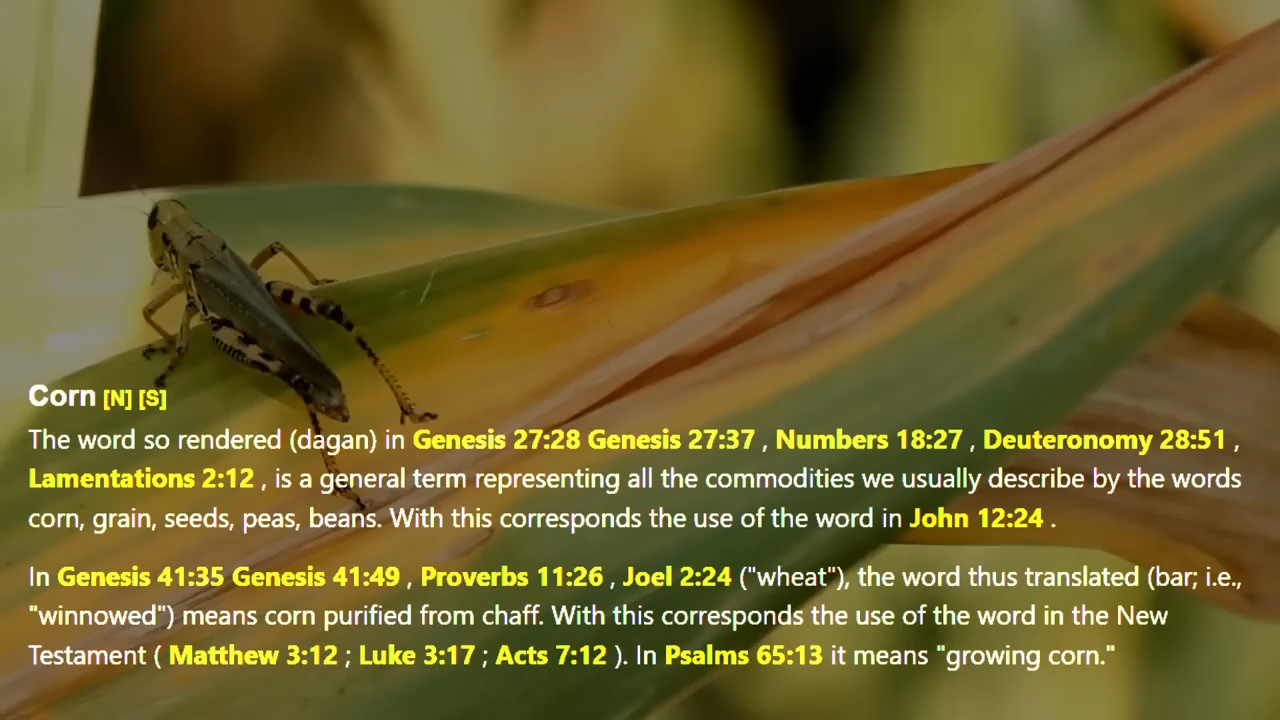 Corn [N] [S]
The word so rendered (dagan) in Genesis 27:28 Genesis 27:37 , Numbers 18:27 , Deuteronomy 28:51 ,
Lamentations 2:12 , is a general term representing all the commodities we usually describe by the words
corn, grain, seeds, peas, beans. With this corresponds the use of the word in John 12:24 .
In Genesis 41:35 Genesis 41:49 , Proverbs 11:26 , Joel 2:24 ("wheat"), the word thus translated (bar; i.e.,
"winnowed") means corn purified from chaff. With this corresponds the use of the word in the New
Testament ( Matthew 3:12 ; Luke 3:17 ; Acts 7:12 ). In Psalms 65:13 it means "growing corn."